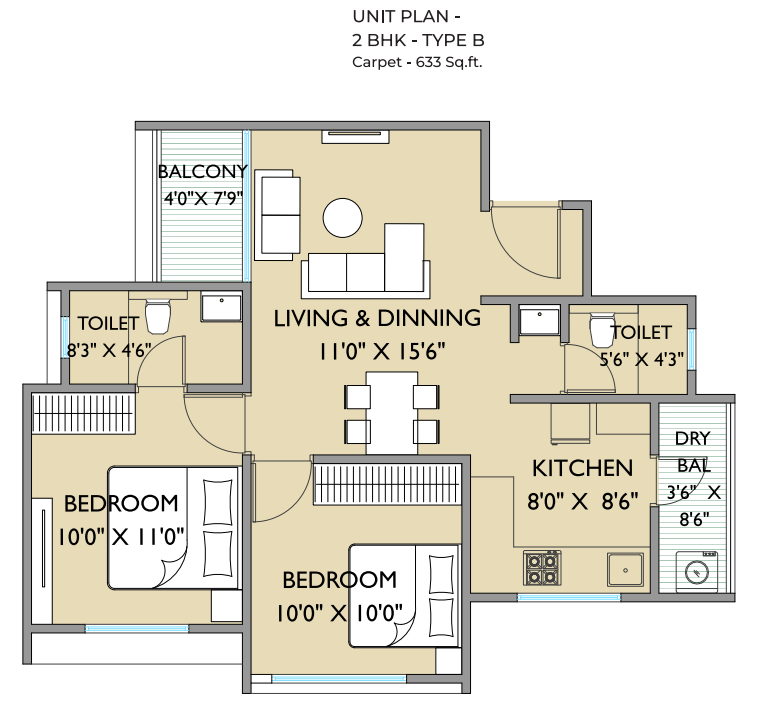 UNIT PLAN -
2 BHK - TYPE B
Carpet - 633 Sq.ft.
BALCONY
4'0"X 7'9"
LIVING & DINNING
11'0" X 15'6"
TOILET
8'3" X 4'6"
TOILET
5'6" X 4'3"
KITCHEN
8'0" X 8'6"
DRY
BAL
3'6" X
8'6"
BEDROOM
10'0" X 11'0"
BEDROOM
10'0" X 10'0"